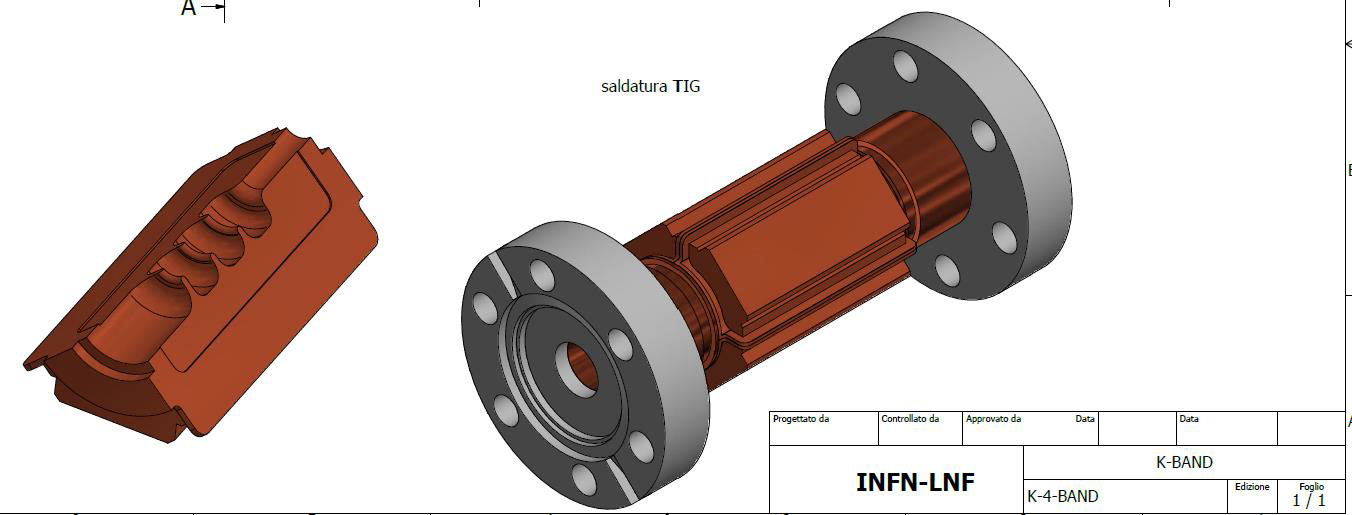 A
saldatura TIG
Progettato da
Controllato da
Approvato da
Data
Data
INFN-LNF
K-BAND
K-4-BAND
Edizione
Foglio
1 / 1